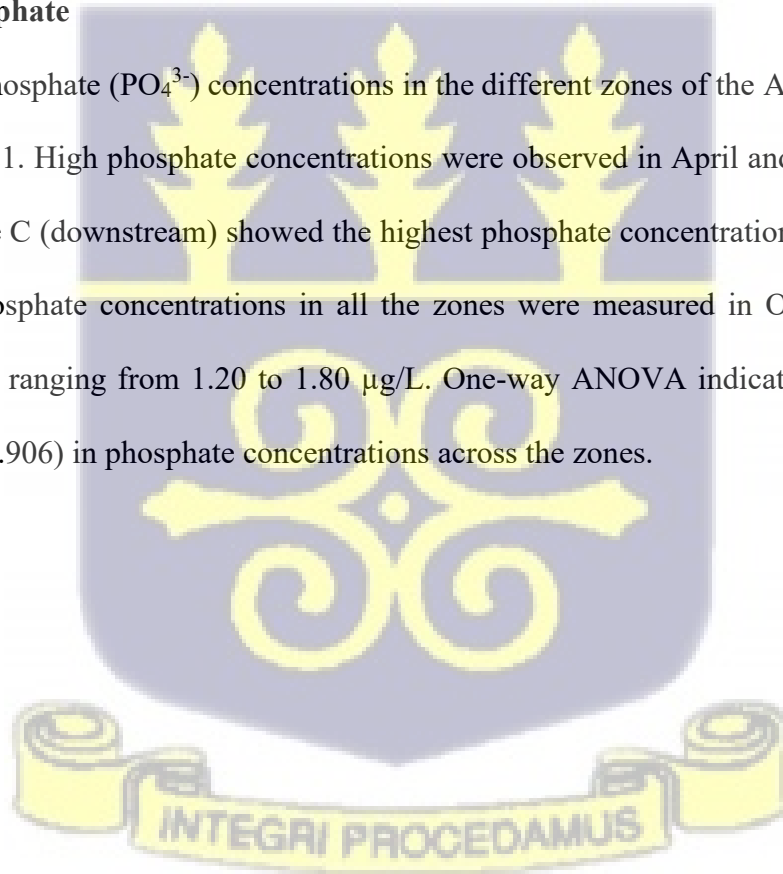 phate
hosphate (PO₄³⁻) concentrations in the different zones of the A
1. High phosphate concentrations were observed in April and
C (downstream) showed the highest phosphate concentration
osphate concentrations in all the zones were measured in O
ranging from 1.20 to 1.80 µg/L. One-way ANOVA indicat
.906) in phosphate concentrations across the zones.
INTEGRI PROCEDAMUS